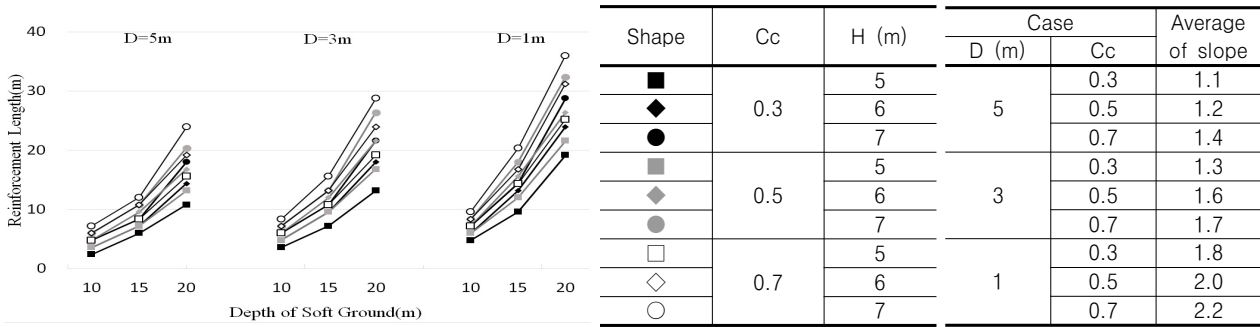 40
30
20
10
0
Reinforcement Length(m)
D=5m
D=3m
D=1m
10 15 20
10 15 20
10 15 20
Depth of Soft Ground(m)
Shape Cc H (m)
5
0.3 6
7
5
0.5 6
7
5
0.7 6
7
Case Average of slope
D (m) Cc
0.3 1.1
5 0.5 1.2
0.7 1.4
0.3 1.3
3 0.5 1.6
0.7 1.7
0.3 1.8
1 0.5 2.0
0.7 2.2